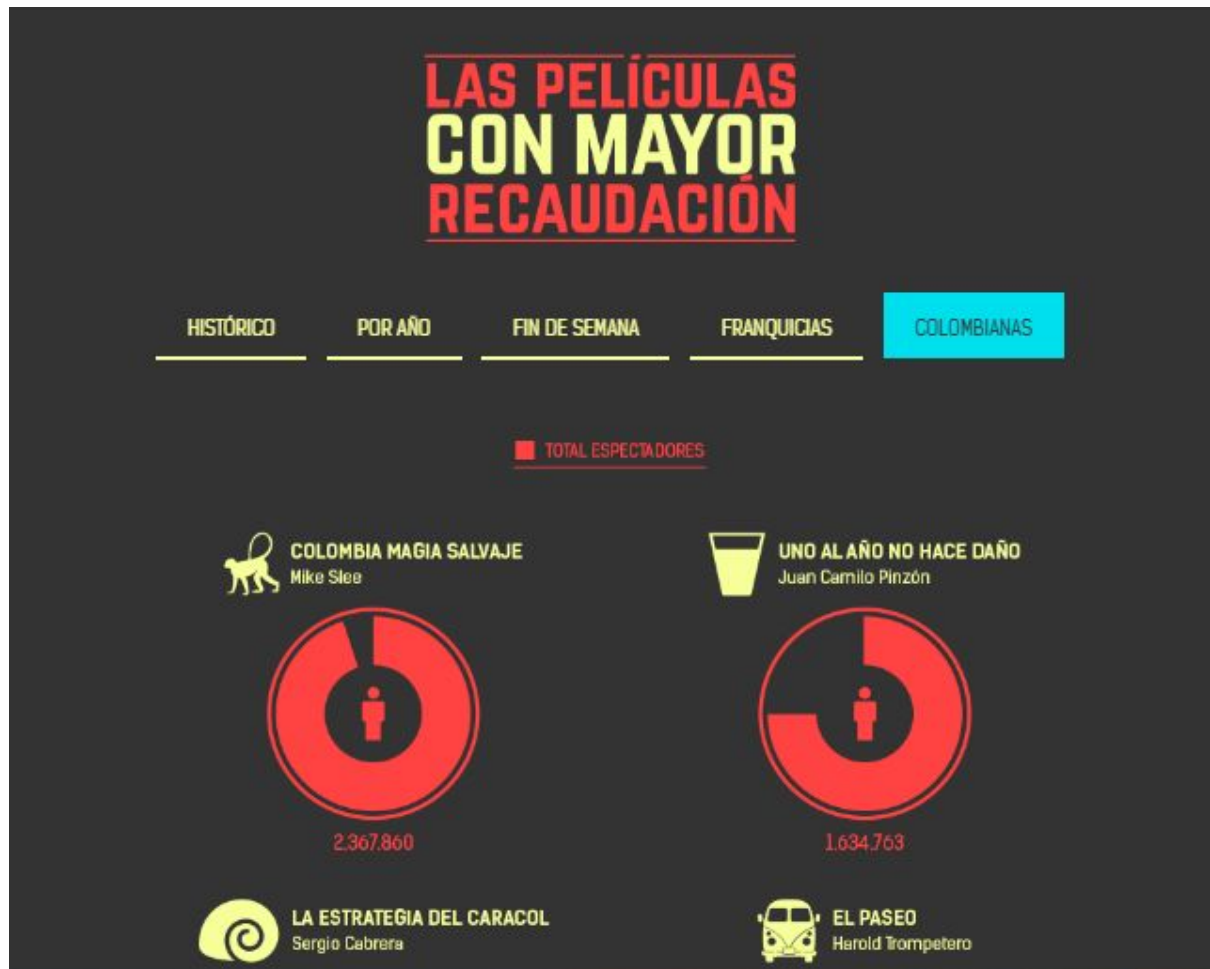 LAS PELÍCULAS
CON MAYOR
RECAUDACIÓN
HISTÓRICO
POR AÑO
FIN DE SEMANA
FRANQUICIAS
COLOMBIANAS
TOTAL ESPECTADORES
COLOMBIA MAGIA SALVAJE
Mike Slee
2.367.860
UNO AL AÑO NO HACE DAÑO
Juan Camilo Pinzón
1.634.763
LA ESTRATEGIA DEL CARACOL
Sergio Cabrera
EL PASEO
Harold Trompetero